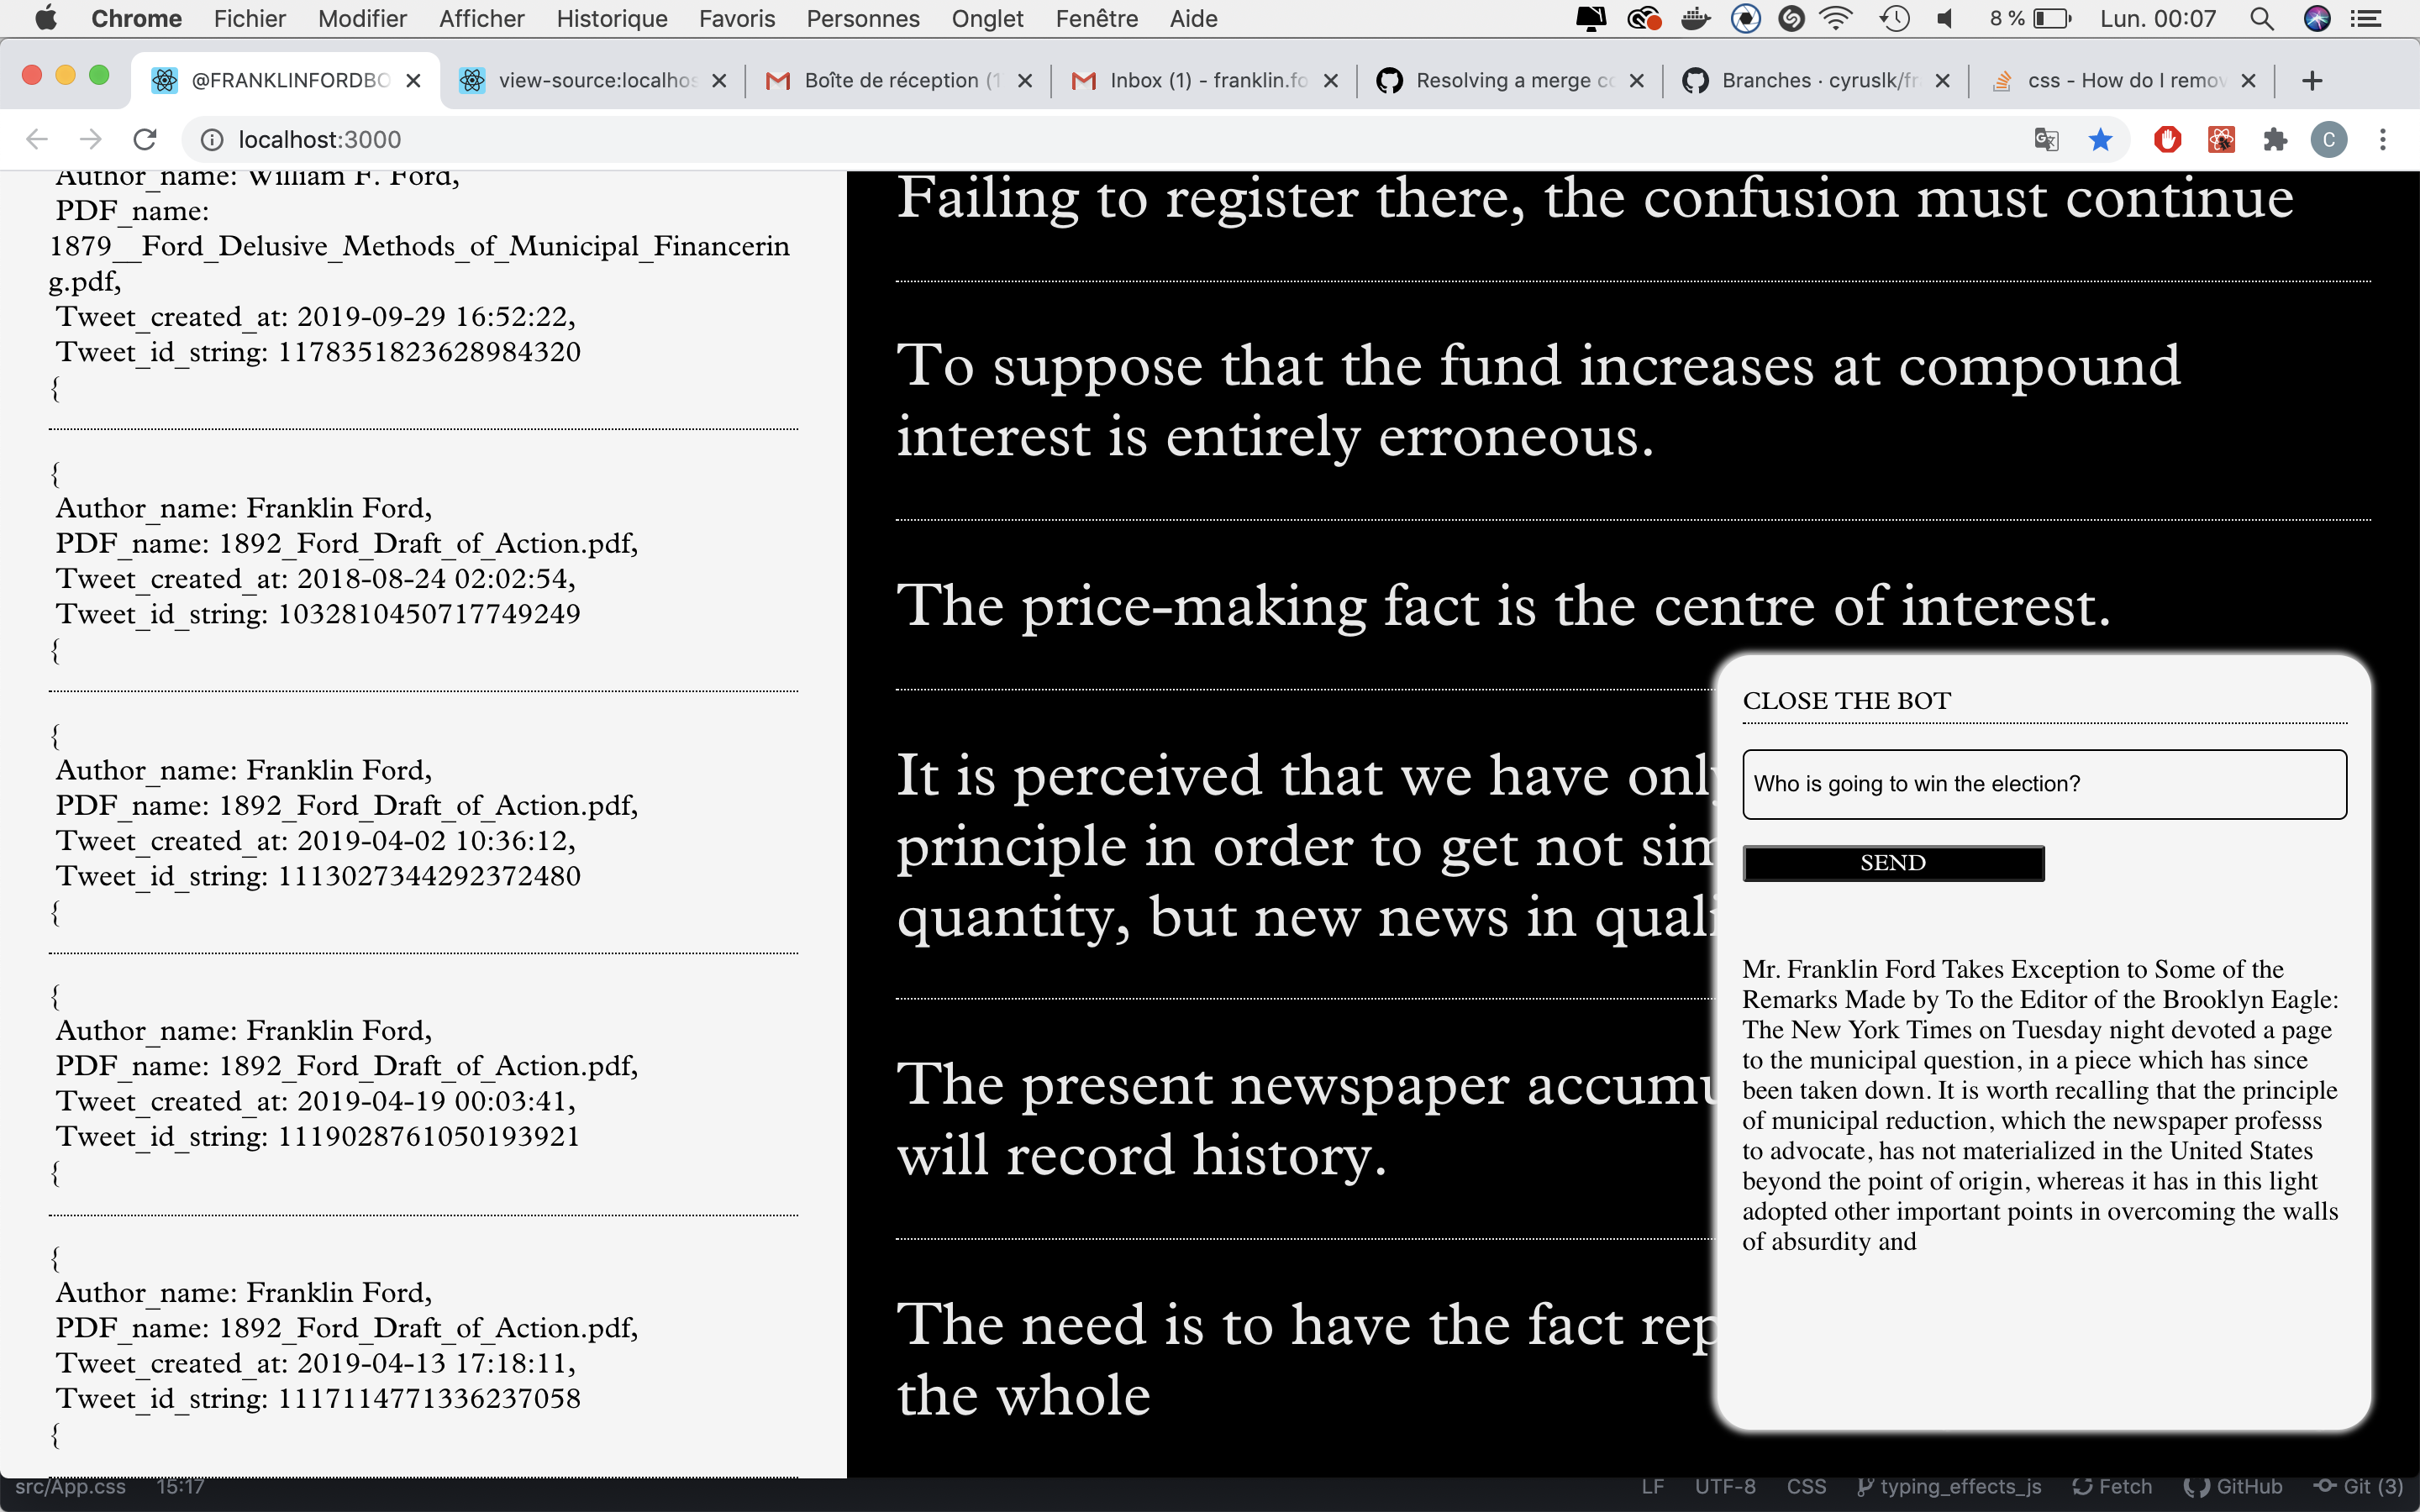 Chrome Fichier Modifier Afficher Historique Favoris Personnes Onglet Fenêtre Aide 8 % Lun. 00:07
@FRANKLINFORDBO view-source:localhos Boîte de réception (1 Inbox (1) - franklin.fo Resolving a merge co Branches · cyruslk/fr css - How do I remov
localhost:3000 C
Author_name: William F. Ford,
PDF_name:
1879__Ford_Delusive_Methods_of_Municipal_Financerin
g.pdf,
Tweet_created_at: 2019-09-29 16:52:22,
Tweet_id_string: 1178351823628984320
{
{
Author_name: Franklin Ford,
PDF_name: 1892_Ford_Draft_of_Action.pdf,
Tweet_created_at: 2018-08-24 02:02:54,
Tweet_id_string: 1032810450717749249
{
{
Author_name: Franklin Ford,
PDF_name: 1892_Ford_Draft_of_Action.pdf,
Tweet_created_at: 2019-04-02 10:36:12,
Tweet_id_string: 1113027344292372480
{
{
Author_name: Franklin Ford,
PDF_name: 1892_Ford_Draft_of_Action.pdf,
Tweet_created_at: 2019-04-19 00:03:41,
Tweet_id_string: 1119028761050193921
{
{
Author_name: Franklin Ford,
PDF_name: 1892_Ford_Draft_of_Action.pdf,
Tweet_created_at: 2019-04-13 17:18:11,
Tweet_id_string: 1117114771336237058
{
Failing to register there, the confusion must continue
To suppose that the fund increases at compound
interest is entirely erroneous.
The price-making fact is the centre of interest.
It is perceived that we have only
principle in order to get not sim
quantity, but new news in quali
The present newspaper accumu
will record history.
The need is to have the fact rep
the whole
CLOSE THE BOT
Who is going to win the election?
SEND
Mr. Franklin Ford Takes Exception to Some of the
Remarks Made by To the Editor of the Brooklyn Eagle:
The New York Times on Tuesday night devoted a page
to the municipal question, in a piece which has since
been taken down. It is worth recalling that the principle
of municipal reduction, which the newspaper professs
to advocate, has not materialized in the United States
beyond the point of origin, whereas it has in this light
adopted other important points in overcoming the walls
of absurdity and
src/App.css 15:17 LF UTF-8 CSS typing_effects_js Fetch GitHub Git (3)